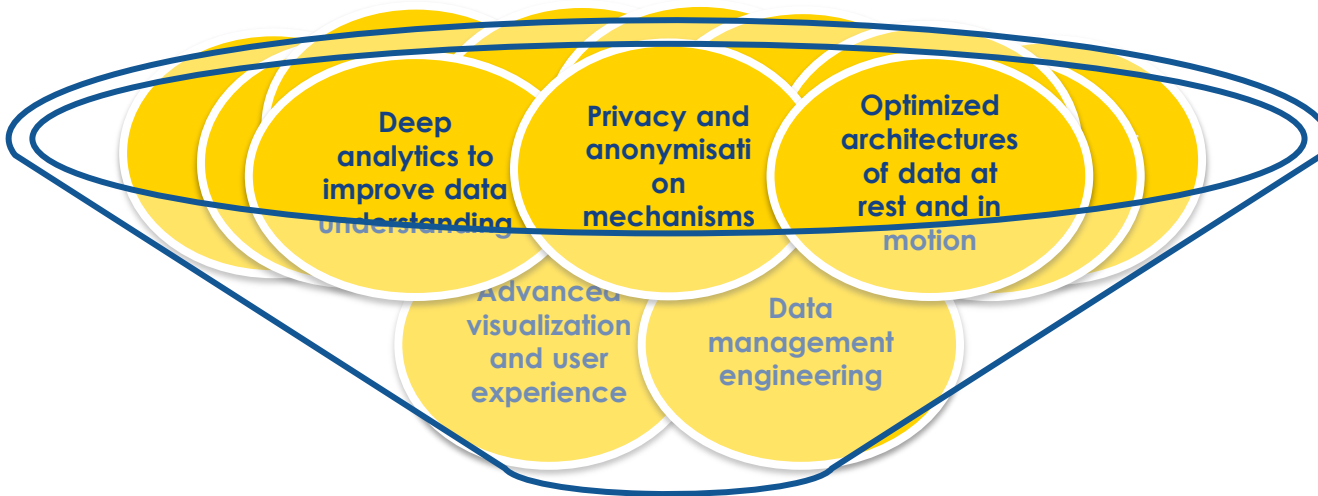 Deep
analytics to
improve data
understanding
Privacy and
anonymisati
on
mechanisms
Optimized
architectures
of data at
rest and in
motion
Advanced
visualization
and user
experience
Data
management
engineering